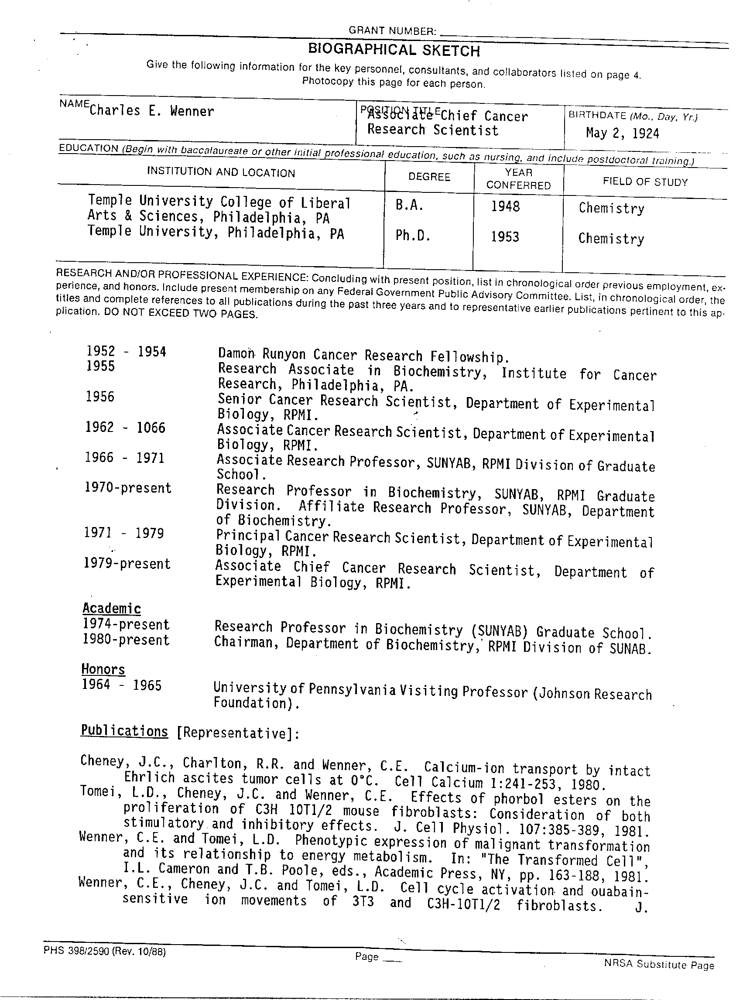 GRANT NUMBER:
BIOGRAPHICAL SKETCH
Give the following information for the key personnel, consultants, and collaborators listed on page 4.
Photocopy this page for each person.
NAME
Charles E. Wenner
POSITION TITLE
Associate Chief Cancer
Research Scientist
BIRTHDATE (Mo., Day, Yr.)
May 2, 1924
EDUCATION (Begin with baccalaureate or other initial professional education, such as nursing, and include postdoctoral training.)
INSTITUTION AND LOCATION DEGREE YEAR CONFERRED FIELD OF STUDY
Temple University College of Liberal
Arts & Sciences, Philadelphia, PA B.A. 1948 Chemistry
Temple University, Philadelphia, PA Ph.D. 1953 Chemistry
RESEARCH AND/OR PROFESSIONAL EXPERIENCE: Concluding with present position, list in chronological order previous employment, ex-
perience, and honors. Include present membership on any Federal Government Public Advisory Committee. List, in chronological order, the
titles and complete references to all publications during the past three years and to representative earlier publications pertinent to this ap-
plication. DO NOT EXCEED TWO PAGES.
1952 - 1954 Damon Runyon Cancer Research Fellowship.
1955 Research Associate in Biochemistry, Institute for Cancer
Research, Philadelphia, PA.
1956 Senior Cancer Research Scientist, Department of Experimental
Biology, RPMI.
1962 - 1066 Associate Cancer Research Scientist, Department of Experimental
Biology, RPMI.
1966 - 1971 Associate Research Professor, SUNYAB, RPMI Division of Graduate
School.
1970-present Research Professor in Biochemistry, SUNYAB, RPMI Graduate
Division. Affiliate Research Professor, SUNYAB, Department
of Biochemistry.
1971 - 1979 Principal Cancer Research Scientist, Department of Experimental
Biology, RPMI.
1979-present Associate Chief Cancer Research Scientist, Department of
Experimental Biology, RPMI.
Academic
1974-present Research Professor in Biochemistry (SUNYAB) Graduate School.
1980-present Chairman, Department of Biochemistry, RPMI Division of SUNAB.
Honors
1964 - 1965 University of Pennsylvania Visiting Professor (Johnson Research
Foundation).
Publications [Representative]:
Cheney, J.C., Charlton, R.R. and Wenner, C.E. Calcium-ion transport by intact
Ehrlich ascites tumor cells at 0°C. Cell Calcium 1:241-253, 1980.
Tomei, L.D., Cheney, J.C. and Wenner, C.E. Effects of phorbol esters on the
proliferation of C3H 10T1/2 mouse fibroblasts: Consideration of both
stimulatory and inhibitory effects. J. Cell Physiol. 107:385-389, 1981.
Wenner, C.E. and Tomei, L.D. Phenotypic expression of malignant transformation
and its relationship to energy metabolism. In: "The Transformed Cell",
I.L. Cameron and T.B. Poole, eds., Academic Press, NY, pp. 163-188, 1981.
Wenner, C.E., Cheney, J.C. and Tomei, L.D. Cell cycle activation and ouabain-
sensitive ion movements of 3T3 and C3H-10T1/2 fibroblasts. J.
PHS 398/2590 (Rev. 10/88) Page NRSA Substitute Page